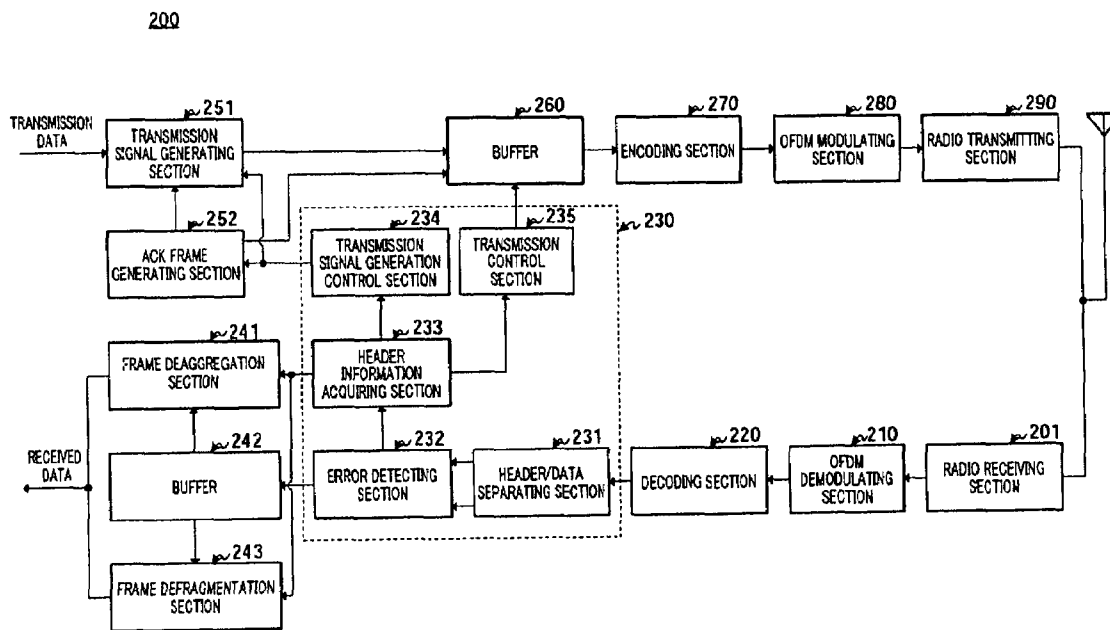 200
251
TRANSMISSION
DATA
TRANSMISSION
SIGNAL GENERATING
SECTION
260
BUFFER
270
ENCODING SECTION
280
OFDM MODULATING
SECTION
290
RADIO TRANSMITTING
SECTION
252
ACK FRAME
GENERATING SECTION
234
TRANSMISSION
SIGNAL GENERATION
CONTROL SECTION
235
TRANSMISSION
CONTROL
SECTION
230
241
FRAME DEAGGREGATION
SECTION
233
HEADER
INFORMATION
ACQUIRING SECTION
RECEIVED
DATA
242
BUFFER
232
ERROR DETECTING
SECTION
231
HEADER/DATA
SEPARATING SECTION
220
DECODING SECTION
210
OFDM
DEMODULATING
SECTION
201
RADIO RECEIVING
SECTION
243
FRAME DEFRAGMENTATION
SECTION